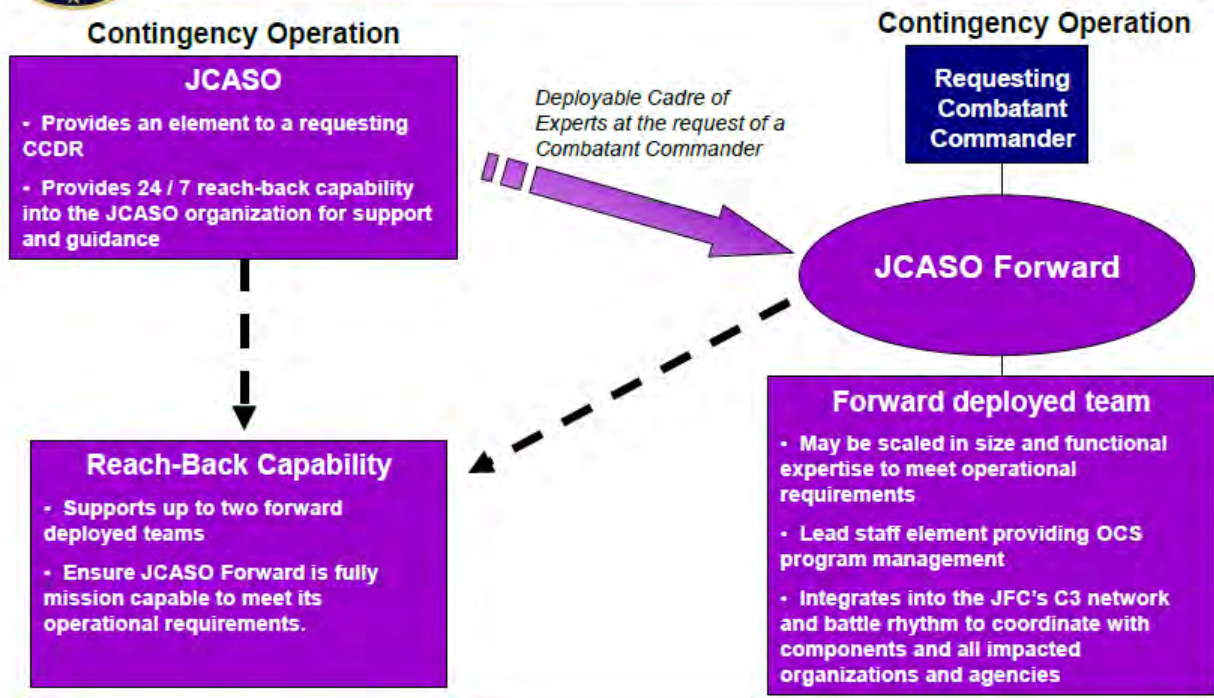 Contingency Operation
JCASO
- Provides an element to a requesting
CCDR
- Provides 24 / 7 reach-back capability
into the JCASO organization for support
and guidance
Deployable Cadre of
Experts at the request of a
Combatant Commander
Contingency Operation
Requesting
Combatant
Commander
JCASO Forward
Reach-Back Capability
- Supports up to two forward
deployed teams
- Ensure JCASO Forward is fully
mission capable to meet its
operational requirements.
Forward deployed team
- May be scaled in size and functional
expertise to meet operational
requirements
- Lead staff element providing OCS
program management
- Integrates into the JFC's C3 network
and battle rhythm to coordinate with
components and all impacted
organizations and agencies